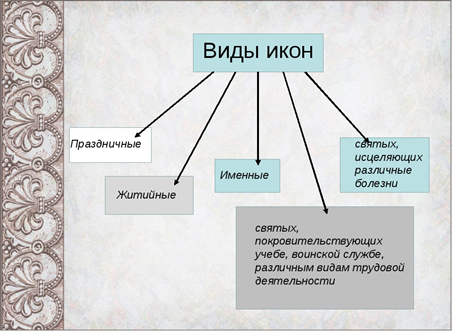 Виды икон
Праздничные
Житийные
Именные
святых,
исцеляющих
различные
болезни
святых,
покровительствующих
учебе, воинской службе,
различным видам трудовой
деятельности